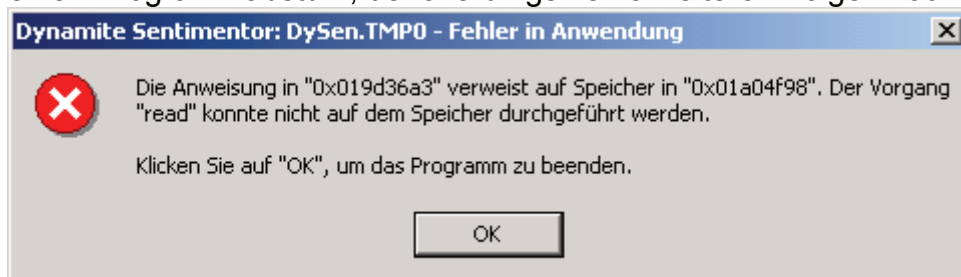 Dynamite Sentimentor: DySen.TMP0 - Fehler in Anwendung
Die Anweisung in "0x019d36a3" verweist auf Speicher in "0x01a04f98". Der Vorgang
"read" konnte nicht auf dem Speicher durchgeführt werden.
Klicken Sie auf "OK", um das Programm zu beenden.
OK